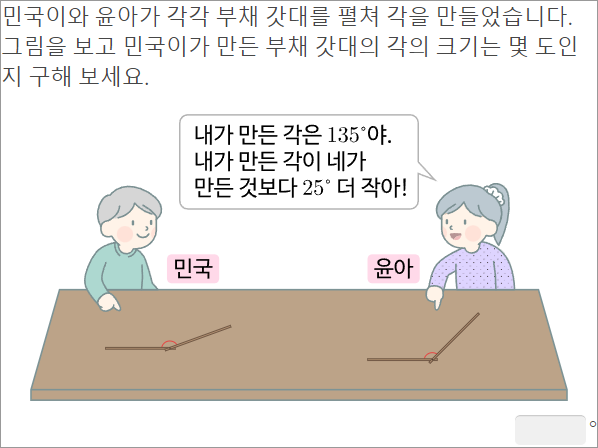 민국이와 윤아가 각각 부채 갓대를 펼쳐 각을 만들었습니다.
그림을 보고 민국이가 만든 부채 갓대의 각의 크기는 몇 도인
지 구해 보세요.
내가 만든 각은 135°야.
내가 만든 각이 네가
만든 것보다 25° 더 작아!
민국
윤아
°